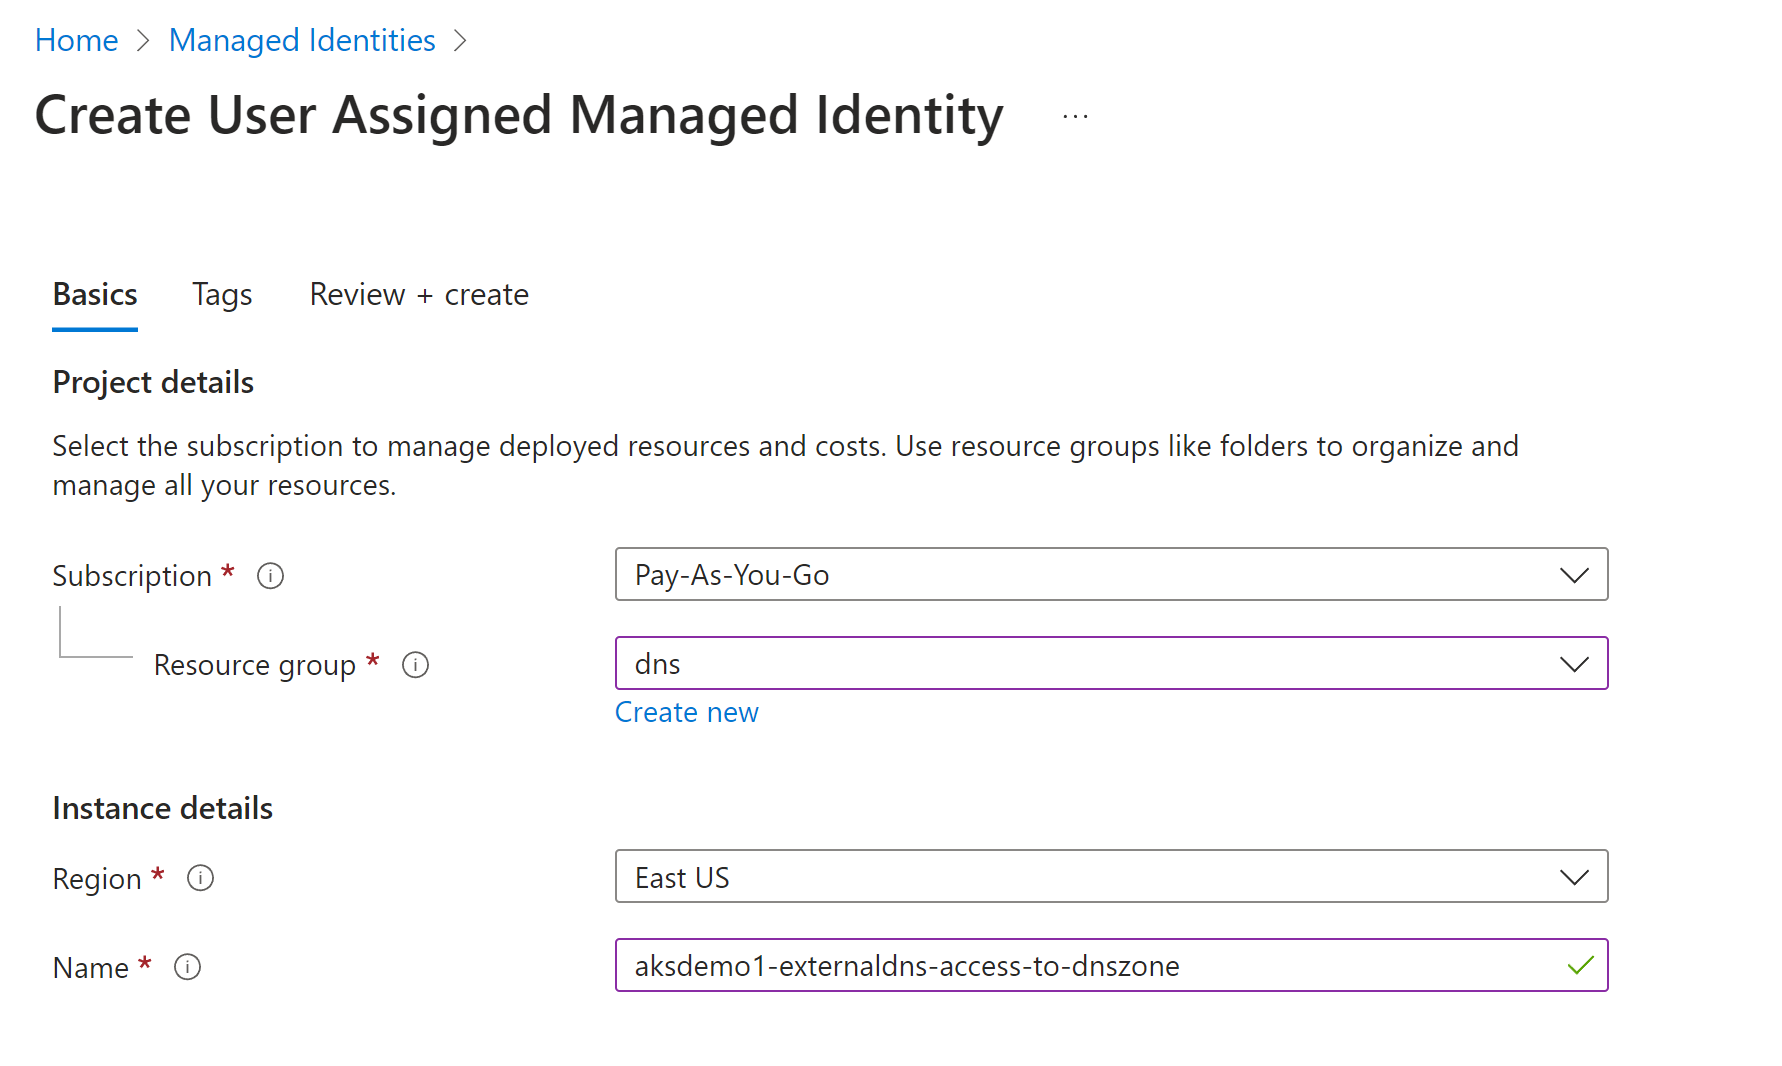 Home > Managed Identities >
Create User Assigned Managed Identity ...
Basics Tags Review + create
Project details
Select the subscription to manage deployed resources and costs. Use resource groups like folders to organize and
manage all your resources.
Subscription * i Pay-As-You-Go
Resource group * i dns
Create new
Instance details
Region * i East US
Name * i aksdemo1-externaldns-access-to-dnszone